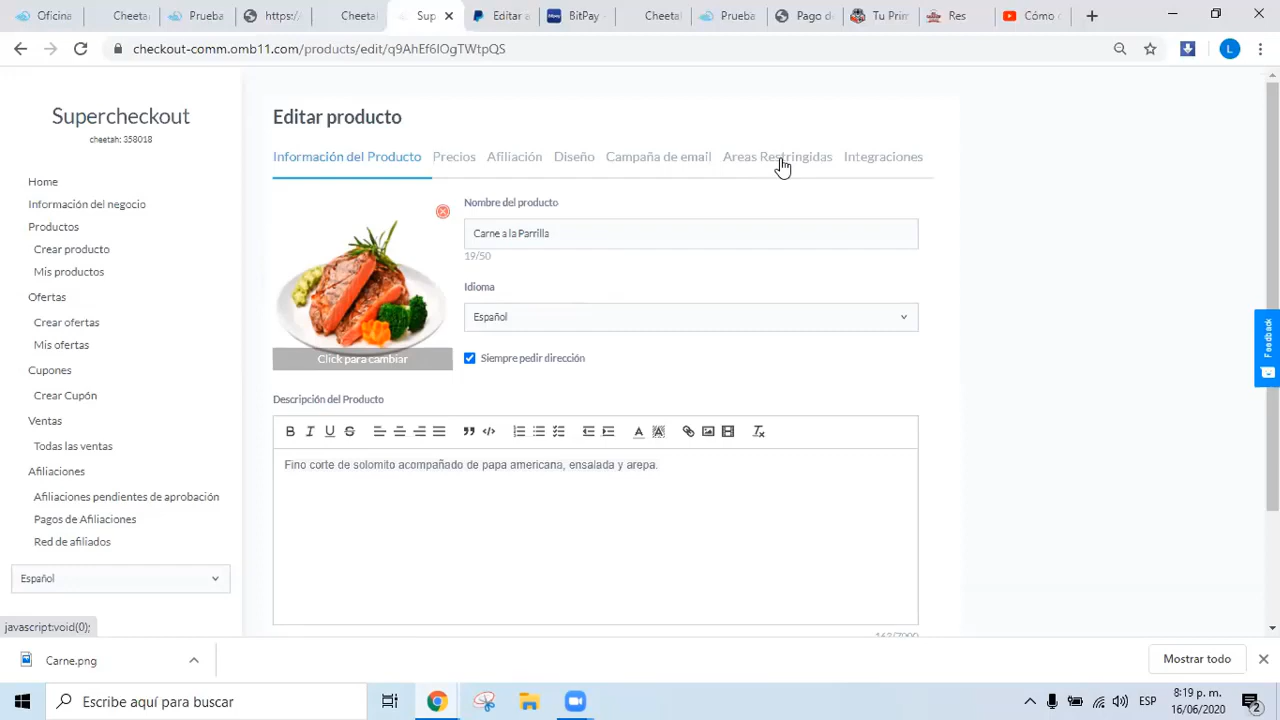 Oficina
Cheetah
Prueba
https:/
Cheetah
Sup
Editar a
BitPay -
Cheetah
Prueba
Pago de
Tu Prim
Res
Cómo c
checkout-comm.omb11.com/products/edit/q9AhEf6lOgTWtpQS
L
Supercheckout
cheetah: 358018
Home
Información del negocio
Productos
Crear producto
Mis productos
Ofertas
Crear ofertas
Mis ofertas
Cupones
Crear Cupón
Ventas
Todas las ventas
Afiliaciones
Afiliaciones pendientes de aprobación
Pagos de Afiliaciones
Red de afiliados
Español
javascript:void(0);
Editar producto
Información del Producto Precios Afiliación Diseño Campaña de email Areas Restringidas Integraciones
Click para cambiar
Nombre del producto
Carne a la Parrilla
19/50
Idioma
Español
Siempre pedir dirección
Descripción del Producto
Fino corte de solomito acompañado de papa americana, ensalada y arepa.
Feedback
Carne.png
Mostrar todo
Escribe aquí para buscar
ESP
8:19 p. m.
16/06/2020
2